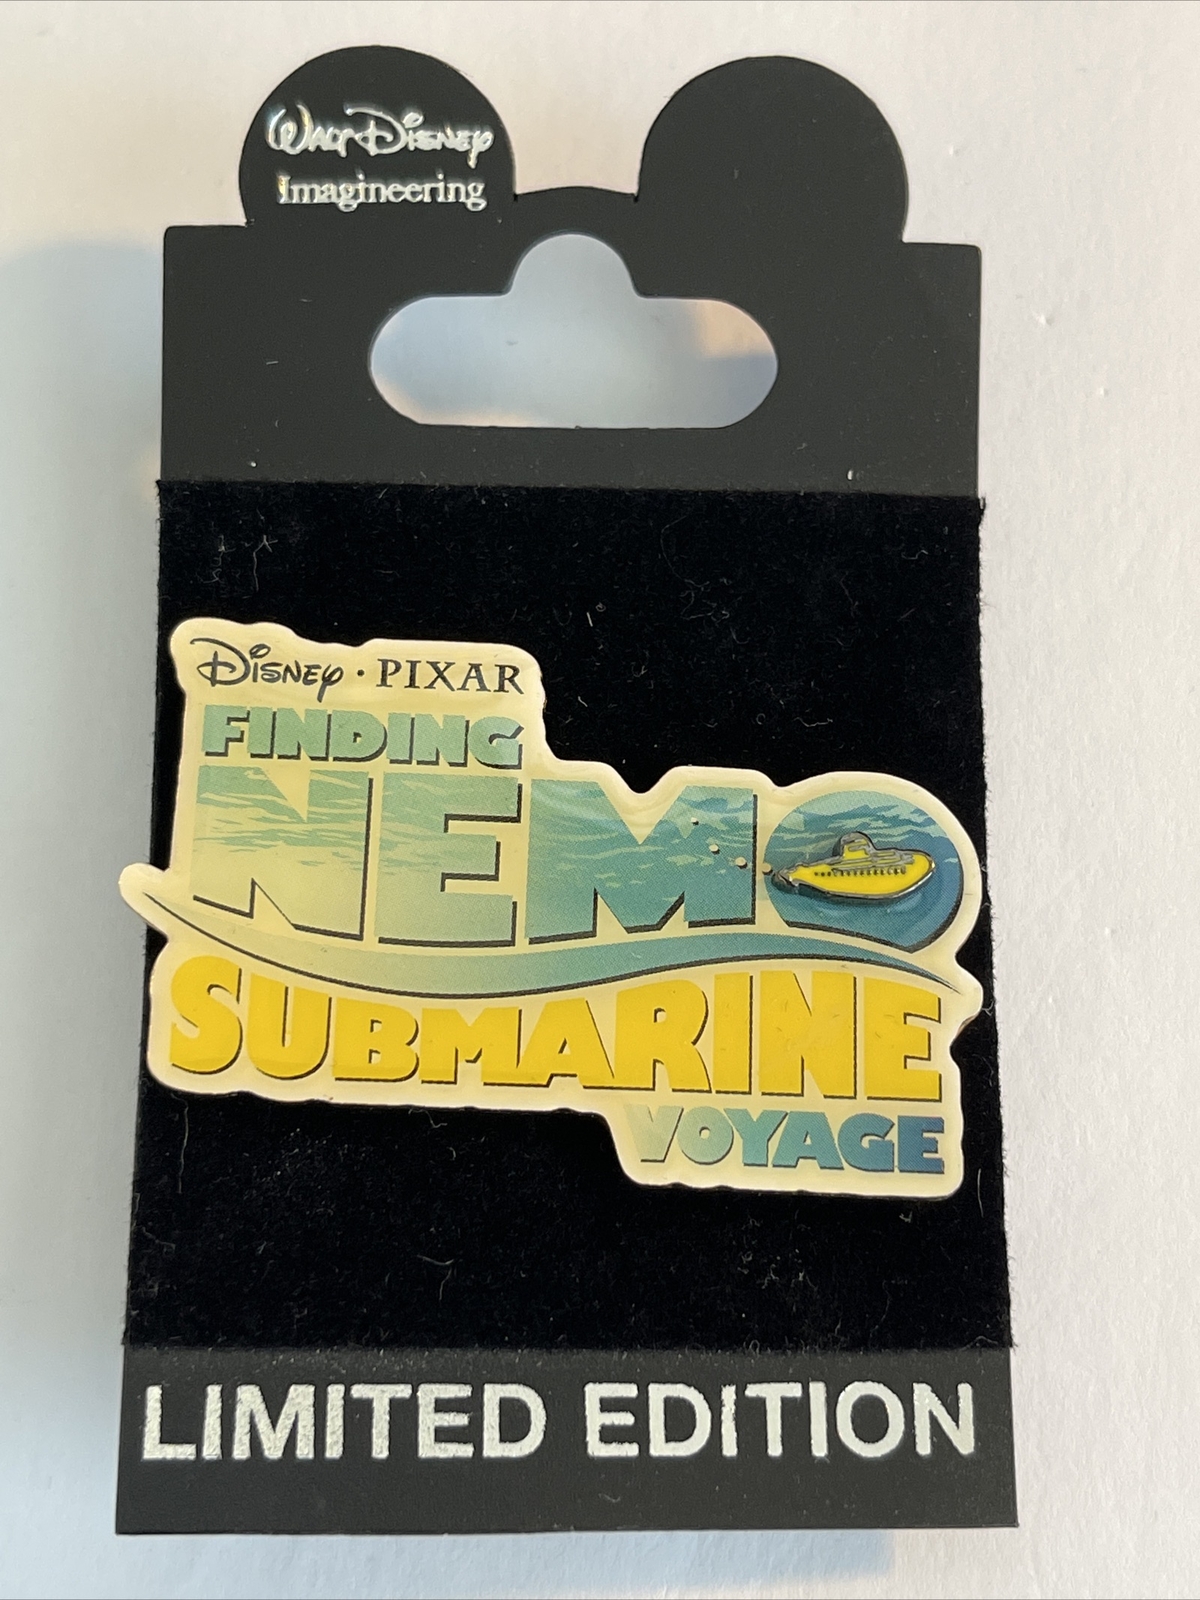 WALT DISNEY
Imagineering
DISNEY · PIXAR
FINDING
NEMO
SUBMARINE
VOYAGE
LIMITED EDITION